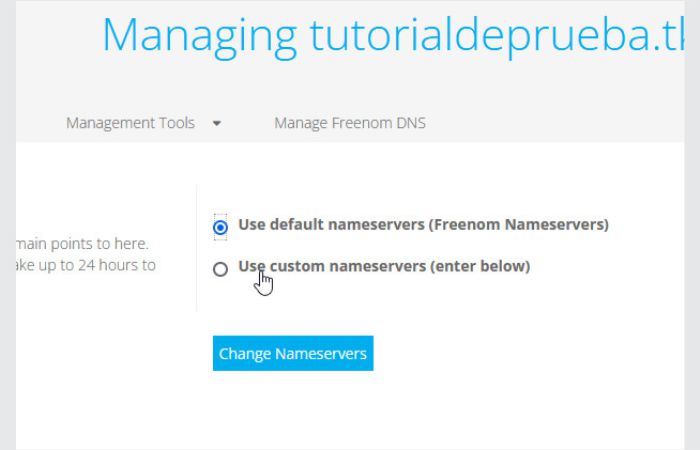 Managing tutorialdeprueba.tk
Management Tools
Manage Freenom DNS
main points to here.
ake up to 24 hours to
Use default nameservers (Freenom Nameservers)
Use custom nameservers (enter below)
Change Nameservers